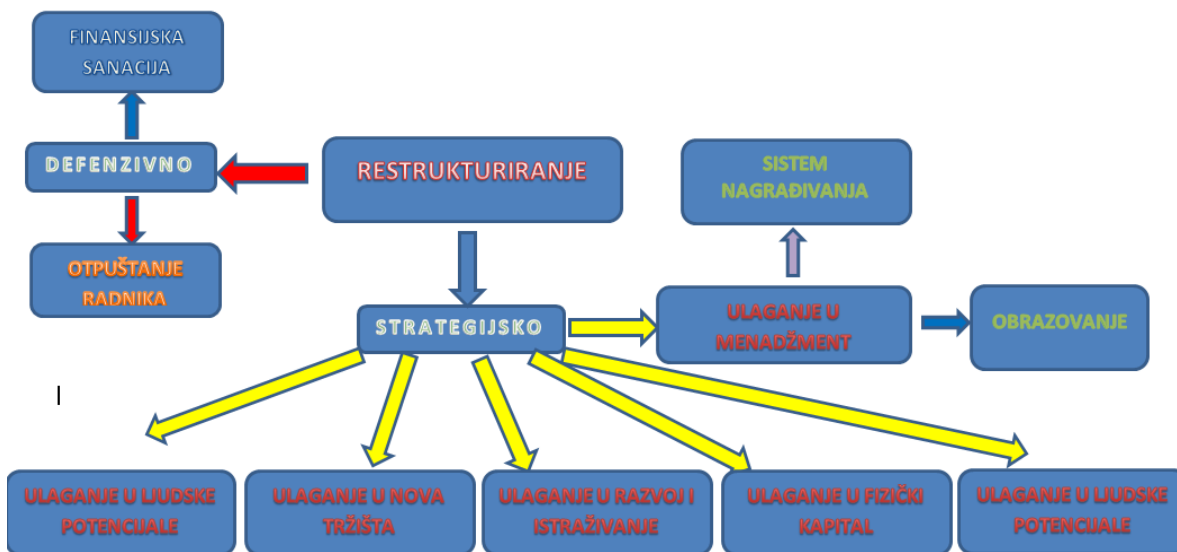 FINANSIJSKA
SANACIJA
DEFENZIVNO
RESTRUKTURIRANJE
SISTEM
NAGRAĐIVANJA
OTPUŠTANJE
RADNIKA
STRATEGIJSKO
ULAGANJE U
MENADŽMENT
OBRAZOVANJE
ULAGANJE U LJUDSKE
POTENCIJALE
ULAGANJE U NOVA
TRŽIŠTA
ULAGANJE U RAZVOJ I
ISTRAŽIVANJE
ULAGANJE U FIZIČKI
KAPITAL
ULAGANJE U LJUDSKE
POTENCIJALE